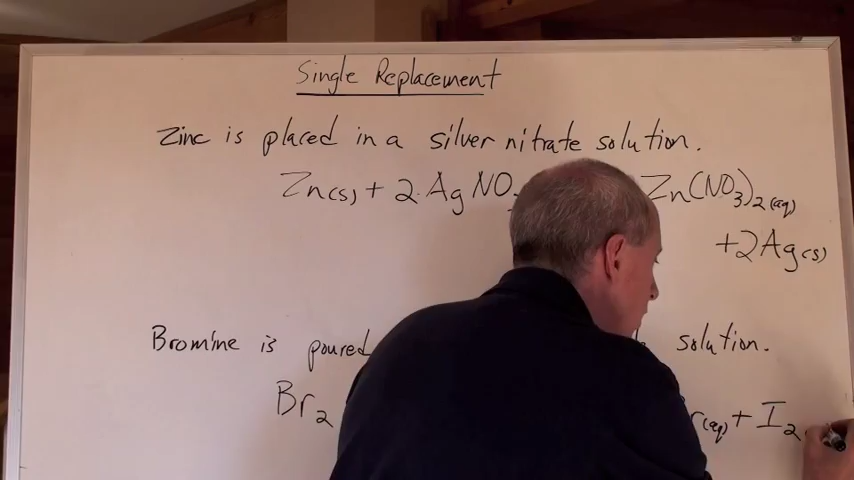 Single Replacement
Zinc is placed in a silver nitrate solution.
Zn(s) + 2 AgNO Zn(NO3)2(aq)
+2Ag(s)
Bromine is poured solution.
Br2 (aq) + I2